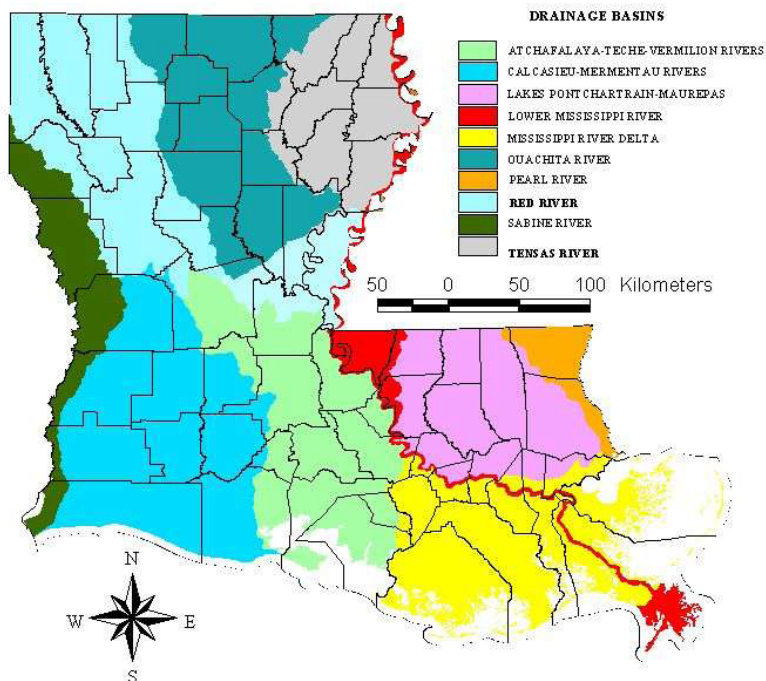 DRAINAGE BASINS
ATCHAFALAYA-TECHE-VERMILION RIVERS
CALCASIEU-MERMENTAU RIVERS
LAKES PONTCHARTRAIN-MAUREPAS
LOWER MISSISSIPPI RIVER
MISSISSIPPI RIVER DELTA
OUACHITA RIVER
PEARL RIVER
RED RIVER
SABINE RIVER
TENSAS RIVER
50 0 50 100 Kilometers
N
W E
S